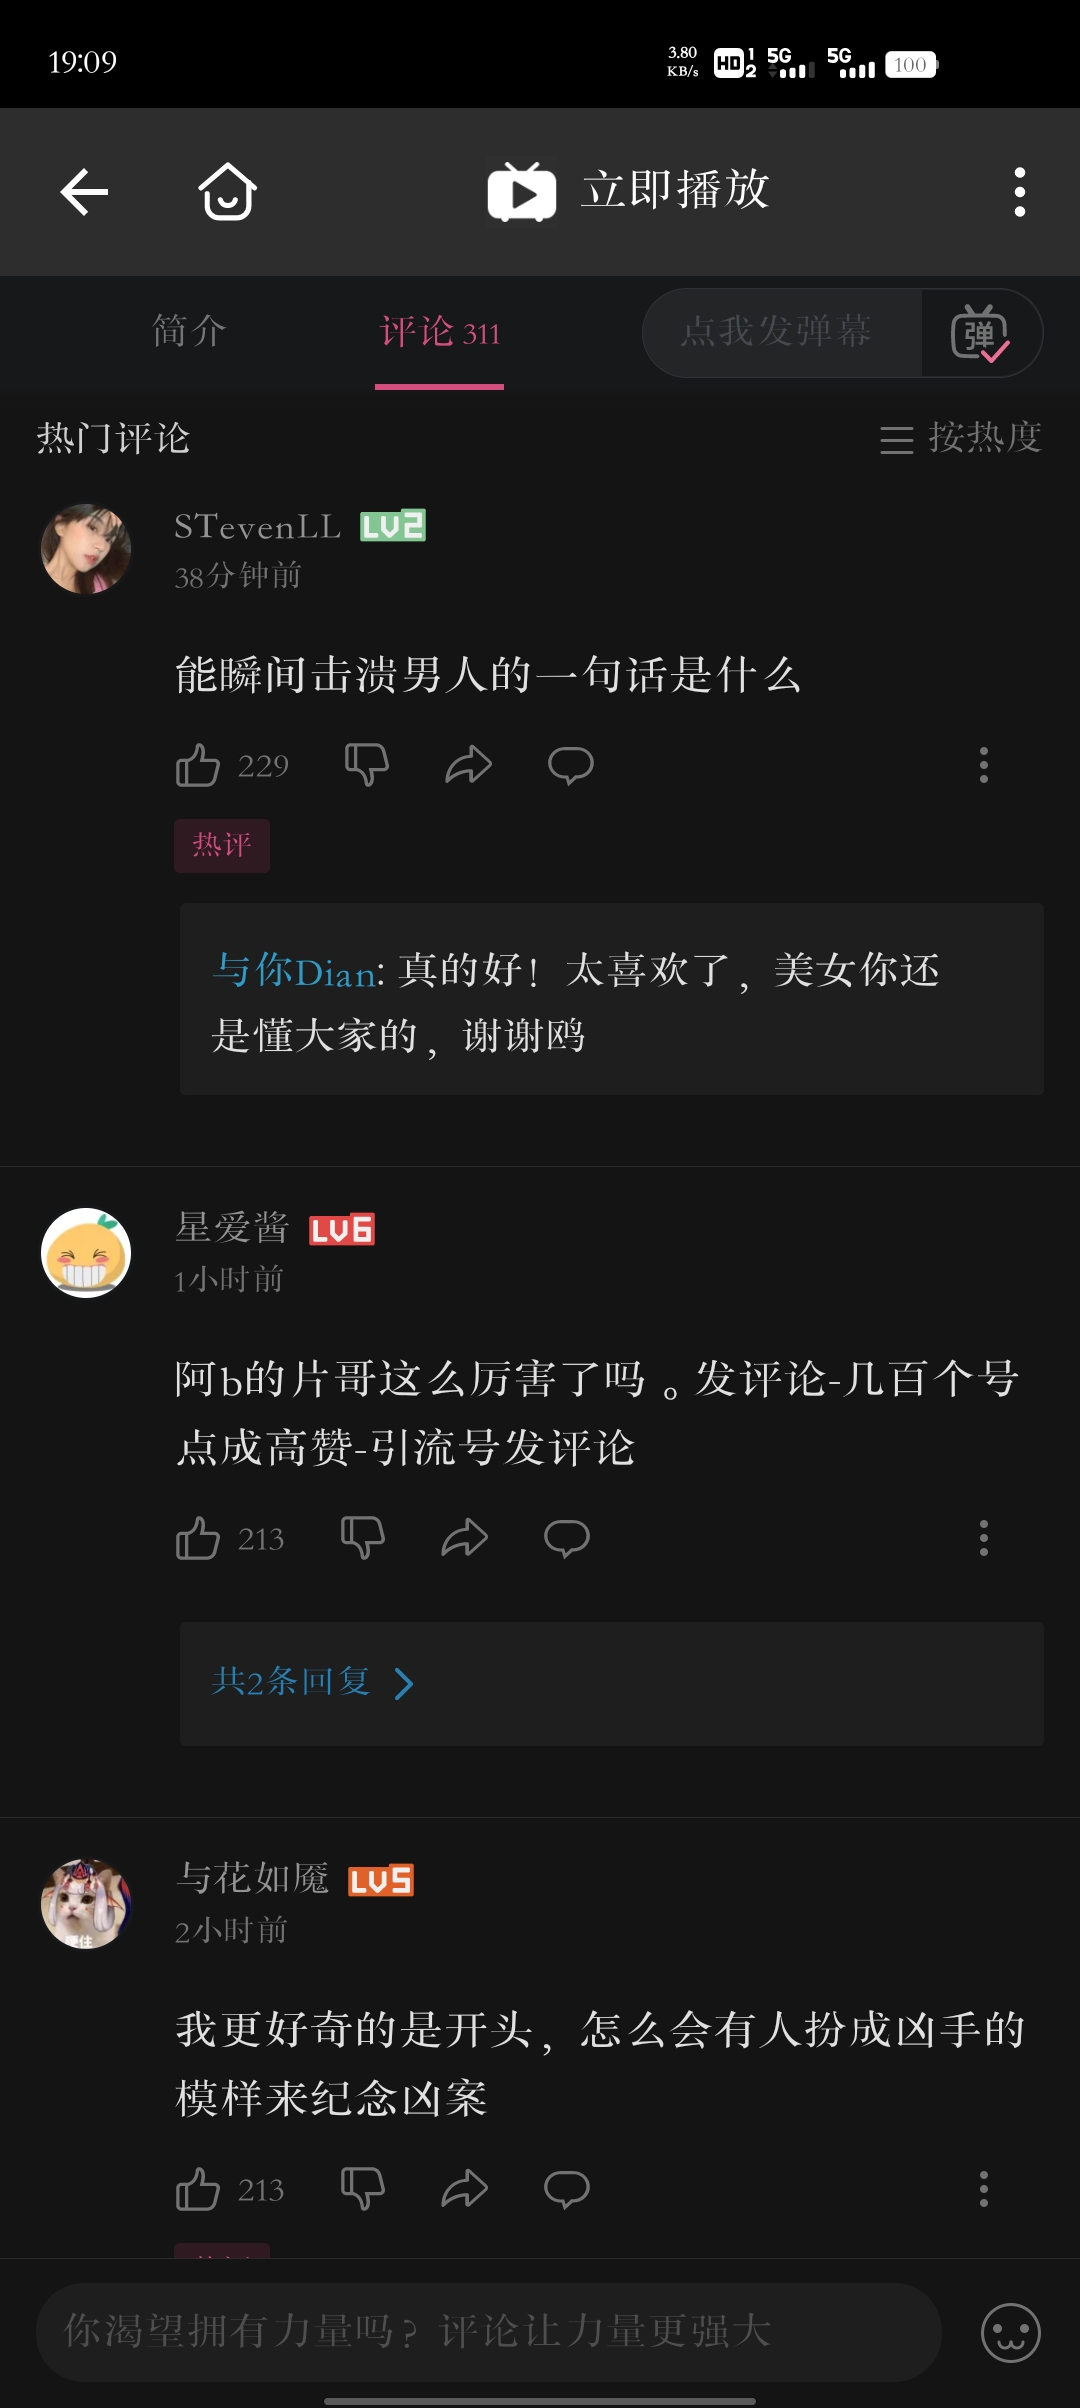 19:09
3.80 KB/s HD 1 2 5G 5G 100
立即播放
简介 评论 311 点我发弹幕 弹
热门评论 按热度
STevenLL LV2
38分钟前
能瞬间击溃男人的一句话是什么
229
热评
与你Dian: 真的好！太喜欢了，美女你还
是懂大家的，谢谢鸥
星爱酱 LV6
1小时前
阿b的片哥这么厉害了吗。发评论-几百个号
点成高赞-引流号发评论
213
共2条回复
与花如魇 LV5
2小时前
我更好奇的是开头，怎么会有人扮成凶手的
模样来纪念凶案
213
你渴望拥有力量吗？评论让力量更强大